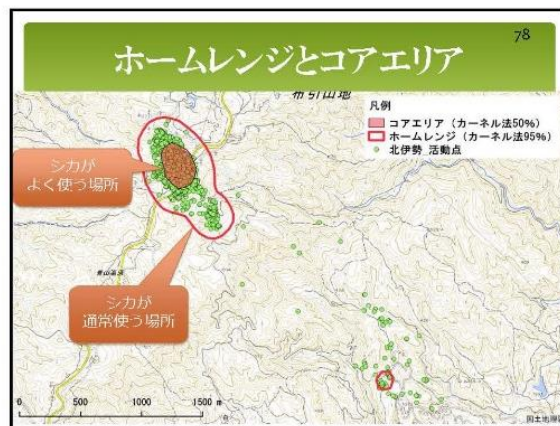 78
ホームレンジとコアエリア
布引山地
凡例
コアエリア（カーネル法50%）
ホームレンジ（カーネル法95%）
北伊勢 活動点
シカが
よく使う場所
青山高原
シカが
通常使う場所
0 500 1000 1500 m
国土地理院